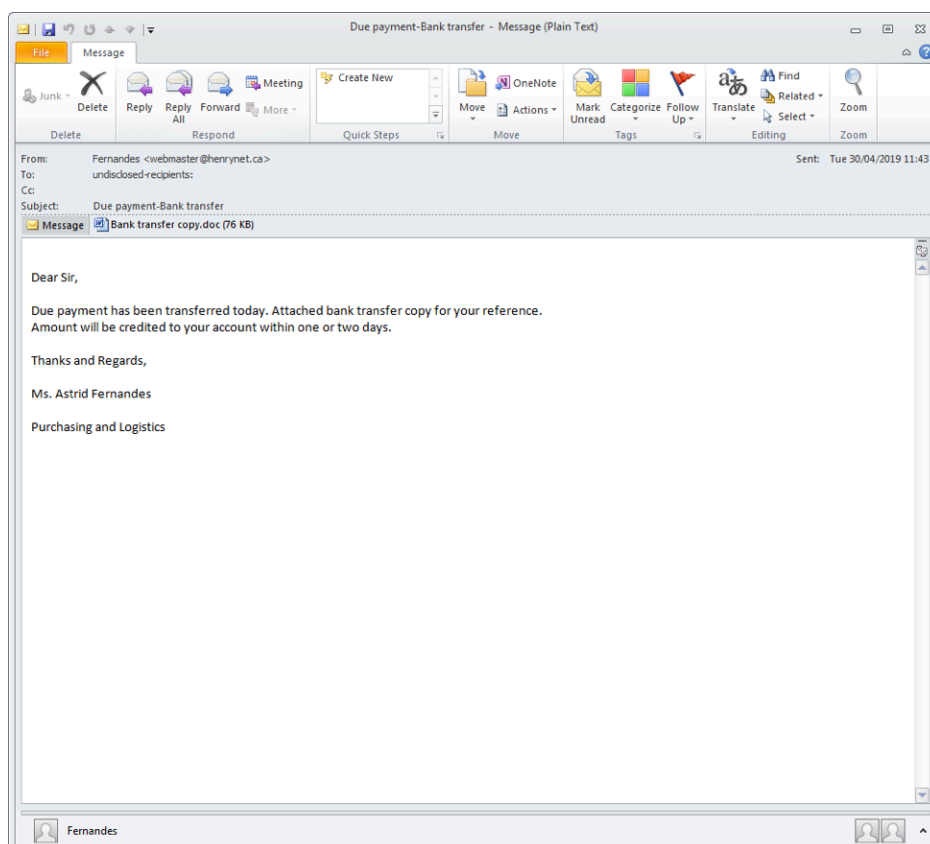 Due payment-Bank transfer - Message (Plain Text)
File Message
Junk
Delete
Reply
Reply All
Forward
Meeting
More
Create New
Move
OneNote
Actions
Mark Unread
Categorize
Follow Up
Translate
Find
Related
Select
Zoom
Delete Respond Quick Steps Move Tags Editing Zoom
From: Fernandes <webmaster@henrynet.ca> Sent: Tue 30/04/2019 11:43
To: undisclosed-recipients:
Cc:
Subject: Due payment-Bank transfer
Message Bank transfer copy.doc (76 KB)
Dear Sir,
Due payment has been transferred today. Attached bank transfer copy for your reference.
Amount will be credited to your account within one or two days.
Thanks and Regards,
Ms. Astrid Fernandes
Purchasing and Logistics
Fernandes